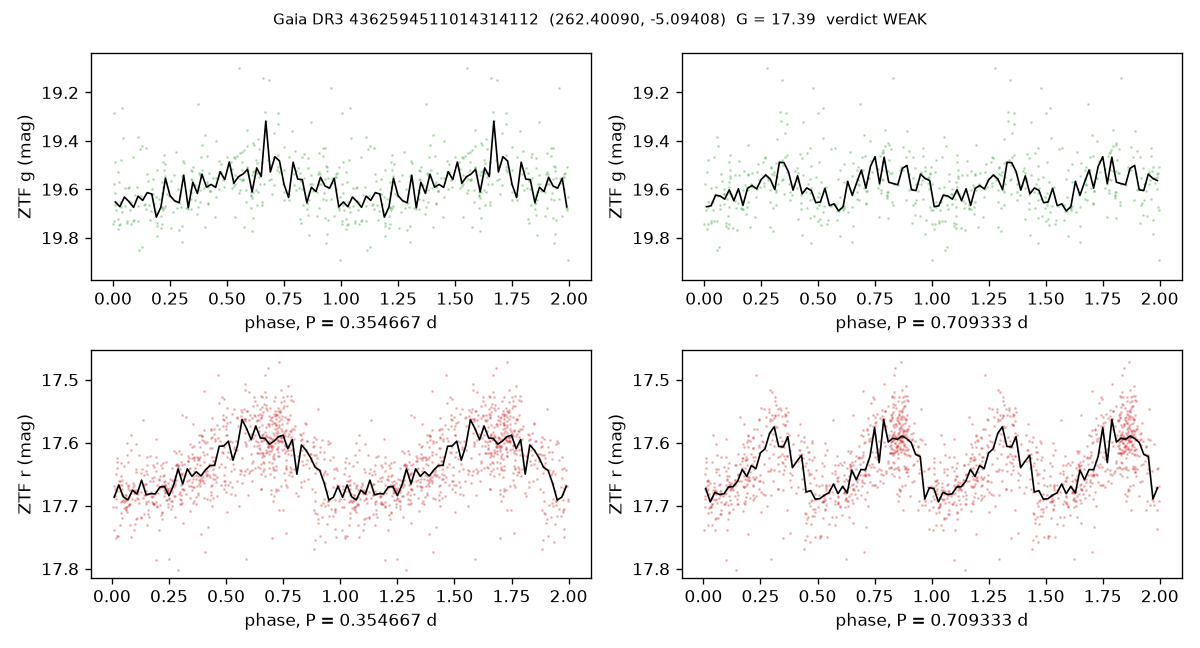 Gaia DR3 4362594511014314112  (262.40090, -5.09408)  G = 17.39  verdict WEAK
ZTF g (mag)
19.2
19.4
19.6
19.8
0.00 0.25 0.50 0.75 1.00 1.25 1.50 1.75 2.00
phase, P = 0.354667 d
ZTF g (mag)
19.2
19.4
19.6
19.8
0.00 0.25 0.50 0.75 1.00 1.25 1.50 1.75 2.00
phase, P = 0.709333 d
ZTF r (mag)
17.5
17.6
17.7
17.8
0.00 0.25 0.50 0.75 1.00 1.25 1.50 1.75 2.00
phase, P = 0.354667 d
ZTF r (mag)
17.5
17.6
17.7
17.8
0.00 0.25 0.50 0.75 1.00 1.25 1.50 1.75 2.00
phase, P = 0.709333 d